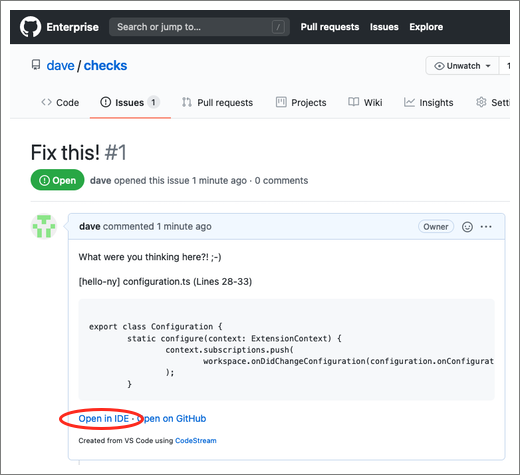 Enterprise Search or jump to… / Pull requests Issues Explore
dave / checks Unwatch 1
Code Issues 1 Pull requests Projects Wiki Insights Setti
Fix this! #1
Open dave opened this issue 1 minute ago · 0 comments
dave commented 1 minute ago Owner
What were you thinking here?! ;-)
[hello-ny] configuration.ts (Lines 28-33)
export class Configuration {
static configure(context: ExtensionContext) {
context.subscriptions.push(
workspace.onDidChangeConfiguration(configuration.onConfigurat
);
}
Open in IDE · Open on GitHub
Created from VS Code using CodeStream